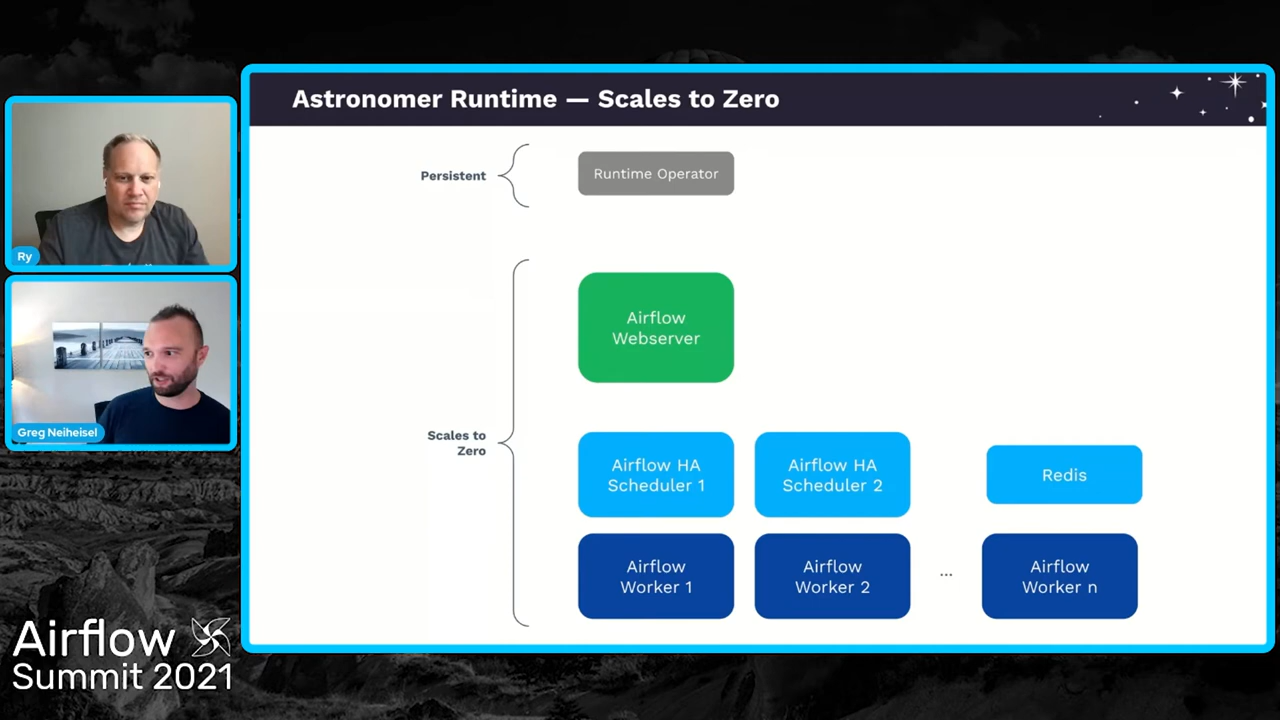 Astronomer Runtime — Scales to Zero
Persistent
Runtime Operator
Airflow
Webserver
Scales to
Zero
Airflow HA
Scheduler 1
Airflow HA
Scheduler 2
Redis
Airflow
Worker 1
Airflow
Worker 2
...
Airflow
Worker n
Ry
Greg Neiheisel
Airflow
Summit 2021